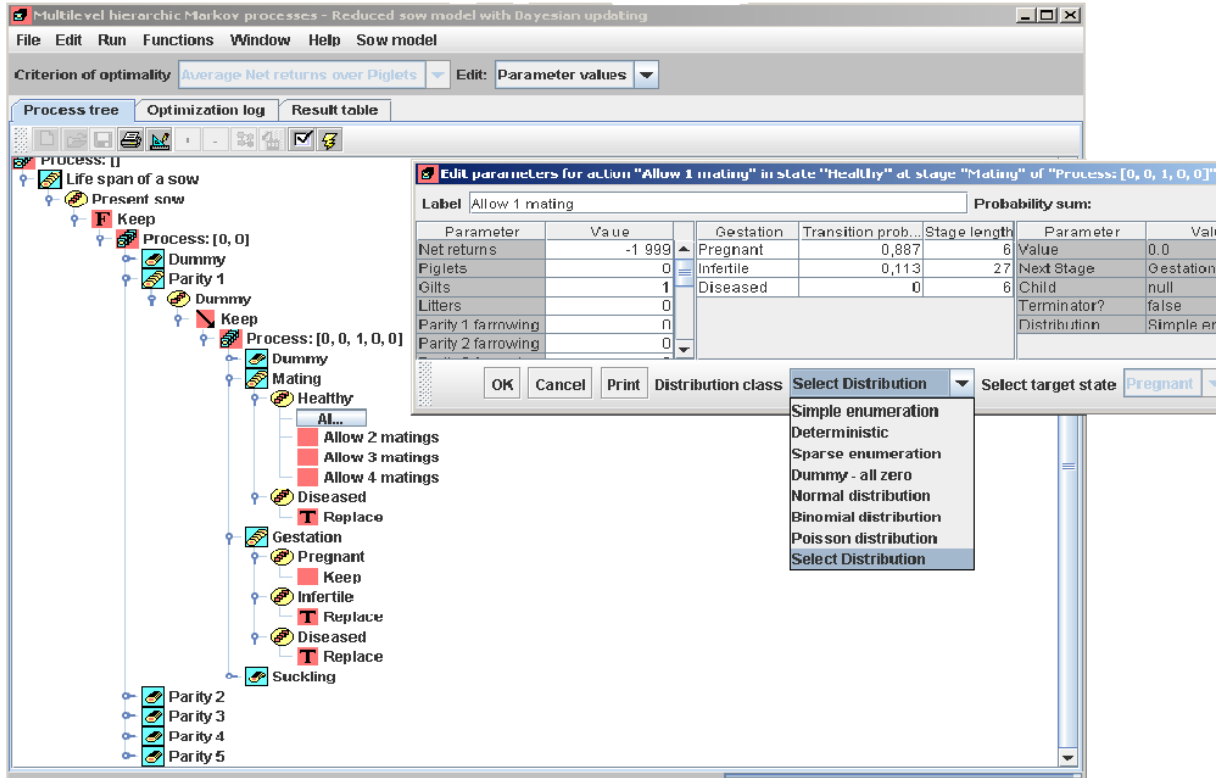 Multilevel hierarchic Markov processes - Reduced sow model with Bayesian updating
File Edit Run Functions Window Help Sow model
Criterion of optimality Average Net returns over Piglets Edit: Parameter values
Process tree Optimization log Result table
Process: []
Life span of a sow
Present sow
F Keep
Process: [0, 0]
Dummy
Parity 1
Dummy
Keep
Process: [0, 0, 1, 0, 0]
Dummy
Mating
Healthy
Al...
Allow 2 matings
Allow 3 matings
Allow 4 matings
Diseased
T Replace
Gestation
Pregnant
Keep
Infertile
T Replace
Diseased
T Replace
Suckling
Parity 2
Parity 3
Parity 4
Parity 5
Edit parameters for action "Allow 1 mating" in state "Healthy" at stage "Mating" of "Process: [0, 0, 1, 0, 0]"
Label Allow 1 mating Probability sum:
Parameter Value Gestation Transition prob... Stage length Parameter Valu
Net returns -1 999 Pregnant 0,887 6 Value 0.0
Piglets 0 Infertile 0,113 27 Next Stage Gestation
Gilts 1 Diseased 0 6 Child null
Litters 0 Terminator? false
Parity 1 farrowing 0 Distribution Simple en
Parity 2 farrowing 0
OK Cancel Print Distribution class Select Distribution Select target state Pregnant
Simple enumeration
Deterministic
Sparse enumeration
Dummy - all zero
Normal distribution
Binomial distribution
Poisson distribution
Select Distribution